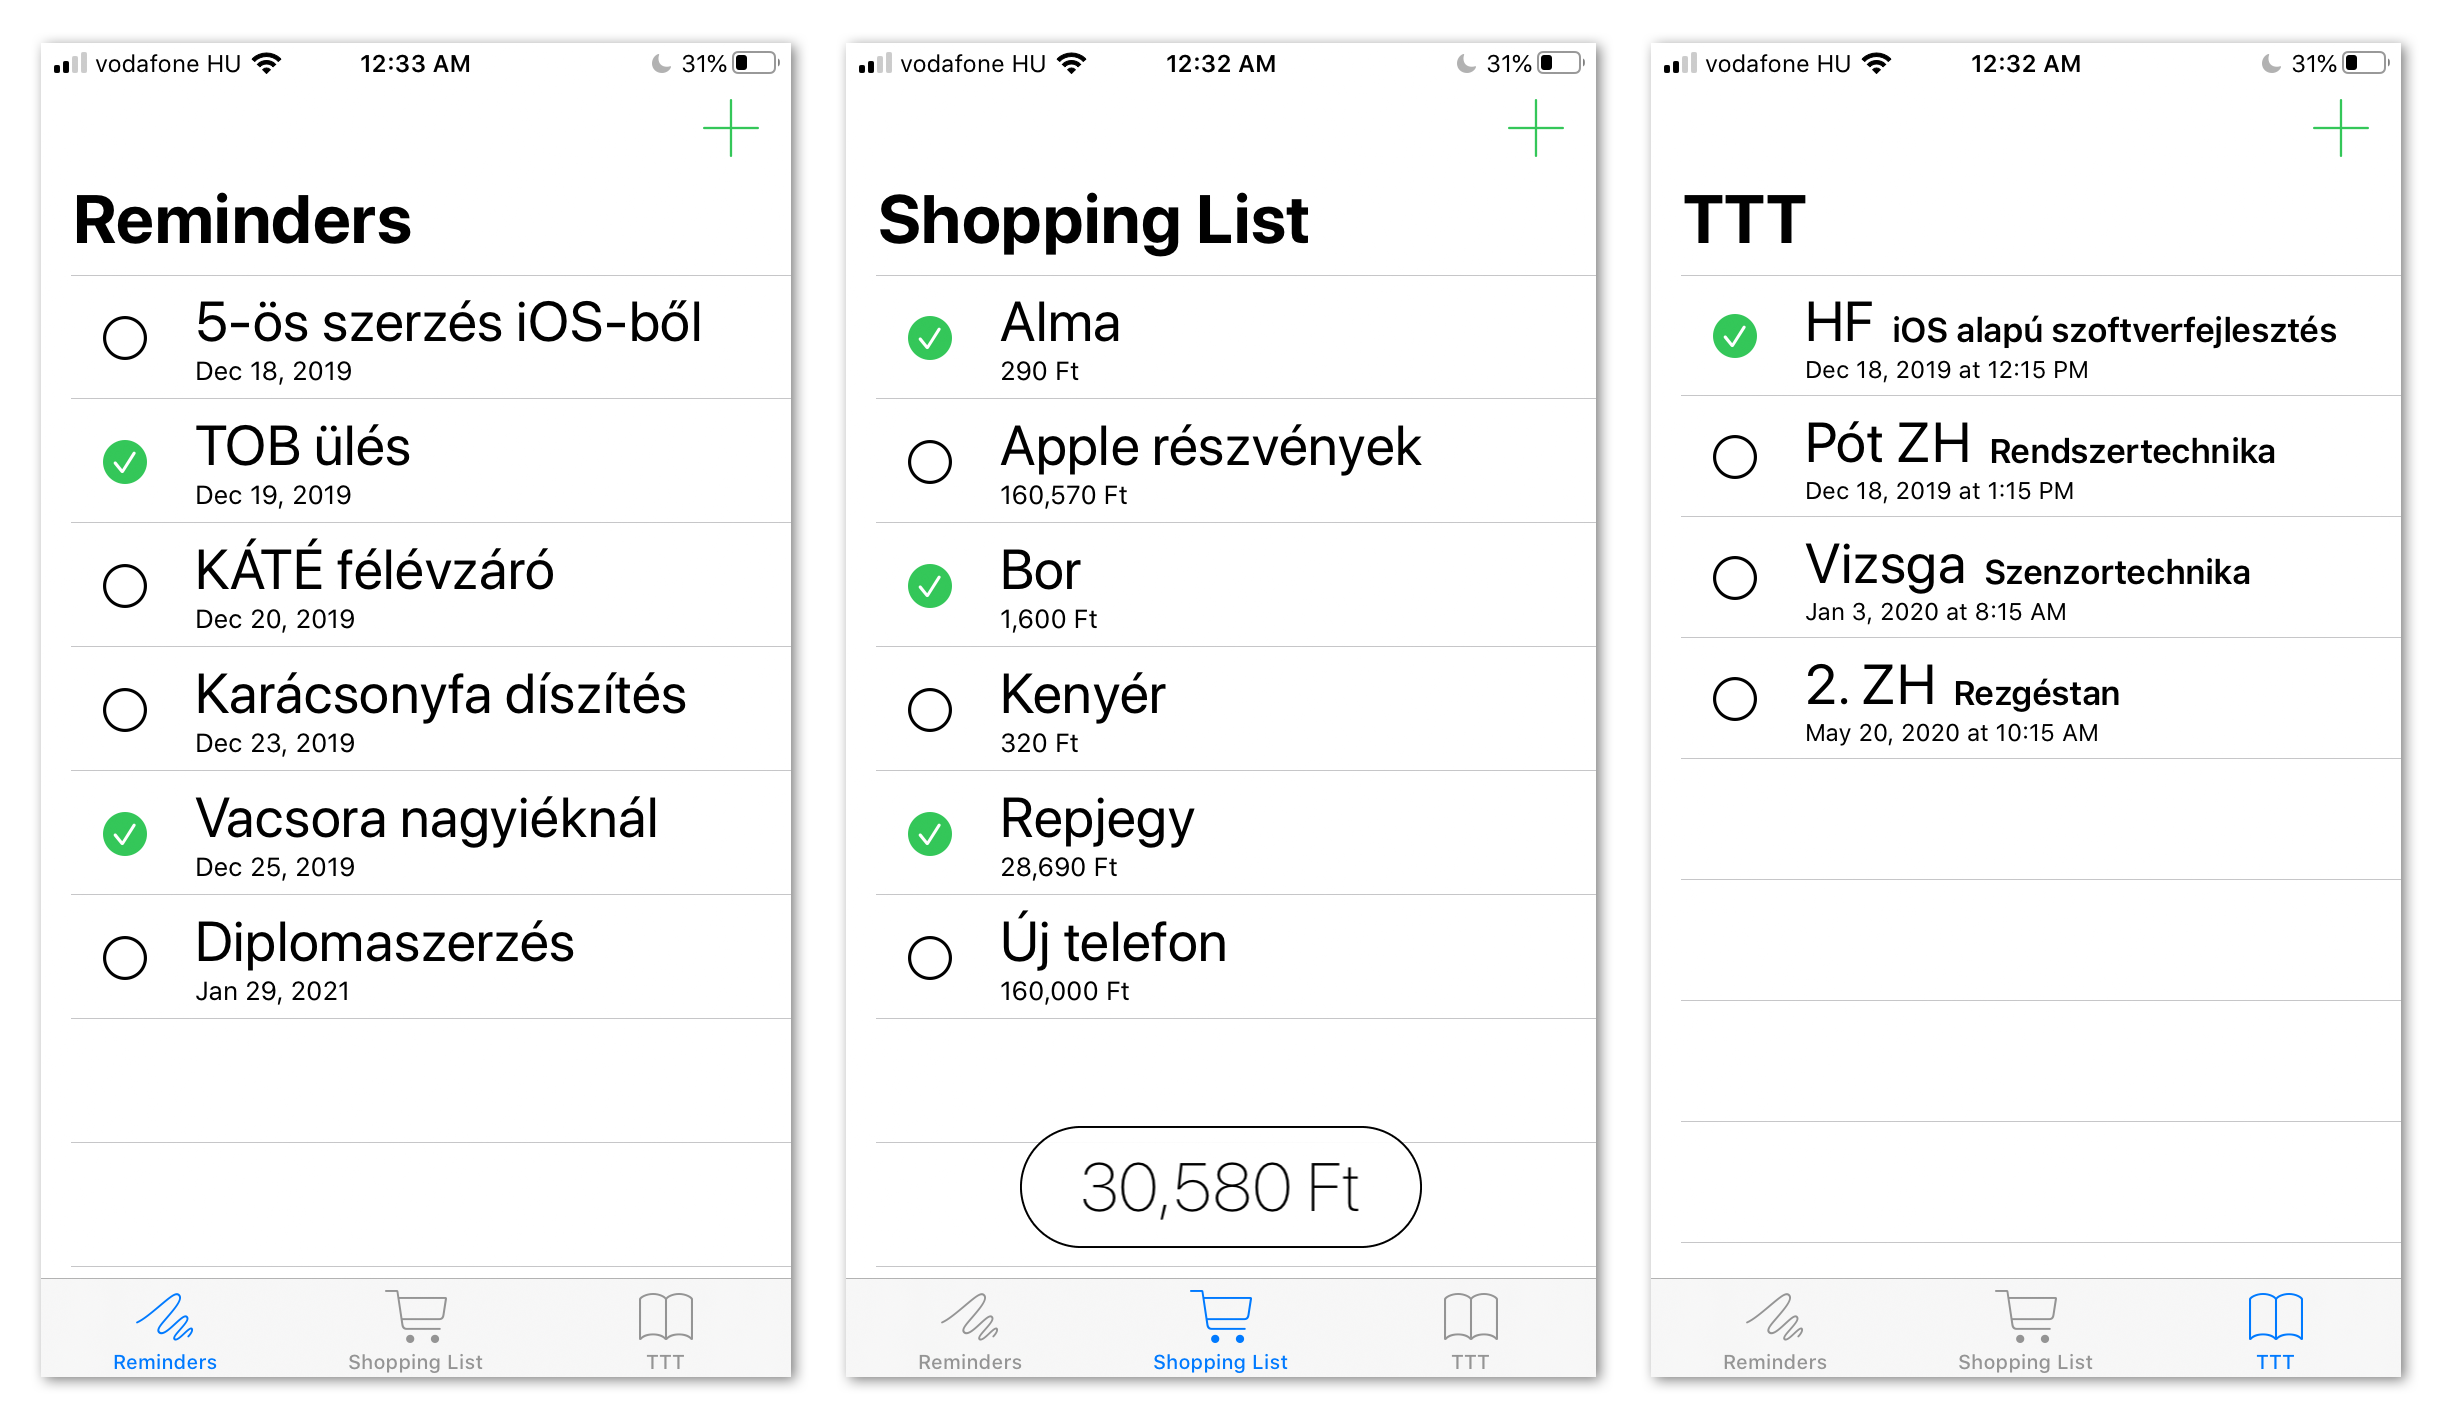 vodafone HU 12:33 AM 31%
Reminders
5-ös szerzés iOS-ből
Dec 18, 2019
TOB ülés
Dec 19, 2019
KÁTÉ félévzáró
Dec 20, 2019
Karácsonyfa díszítés
Dec 23, 2019
Vacsora nagyiéknál
Dec 25, 2019
Diplomaszerzés
Jan 29, 2021
Reminders Shopping List TTT
vodafone HU 12:32 AM 31%
Shopping List
Alma
290 Ft
Apple részvények
160,570 Ft
Bor
1,600 Ft
Kenyér
320 Ft
Repjegy
28,690 Ft
Új telefon
160,000 Ft
30,580 Ft
Reminders Shopping List TTT
vodafone HU 12:32 AM 31%
TTT
HF iOS alapú szoftverfejlesztés
Dec 18, 2019 at 12:15 PM
Pót ZH Rendszertechnika
Dec 18, 2019 at 1:15 PM
Vizsga Szenzortechnika
Jan 3, 2020 at 8:15 AM
2. ZH Rezgéstan
May 20, 2020 at 10:15 AM
Reminders Shopping List TTT